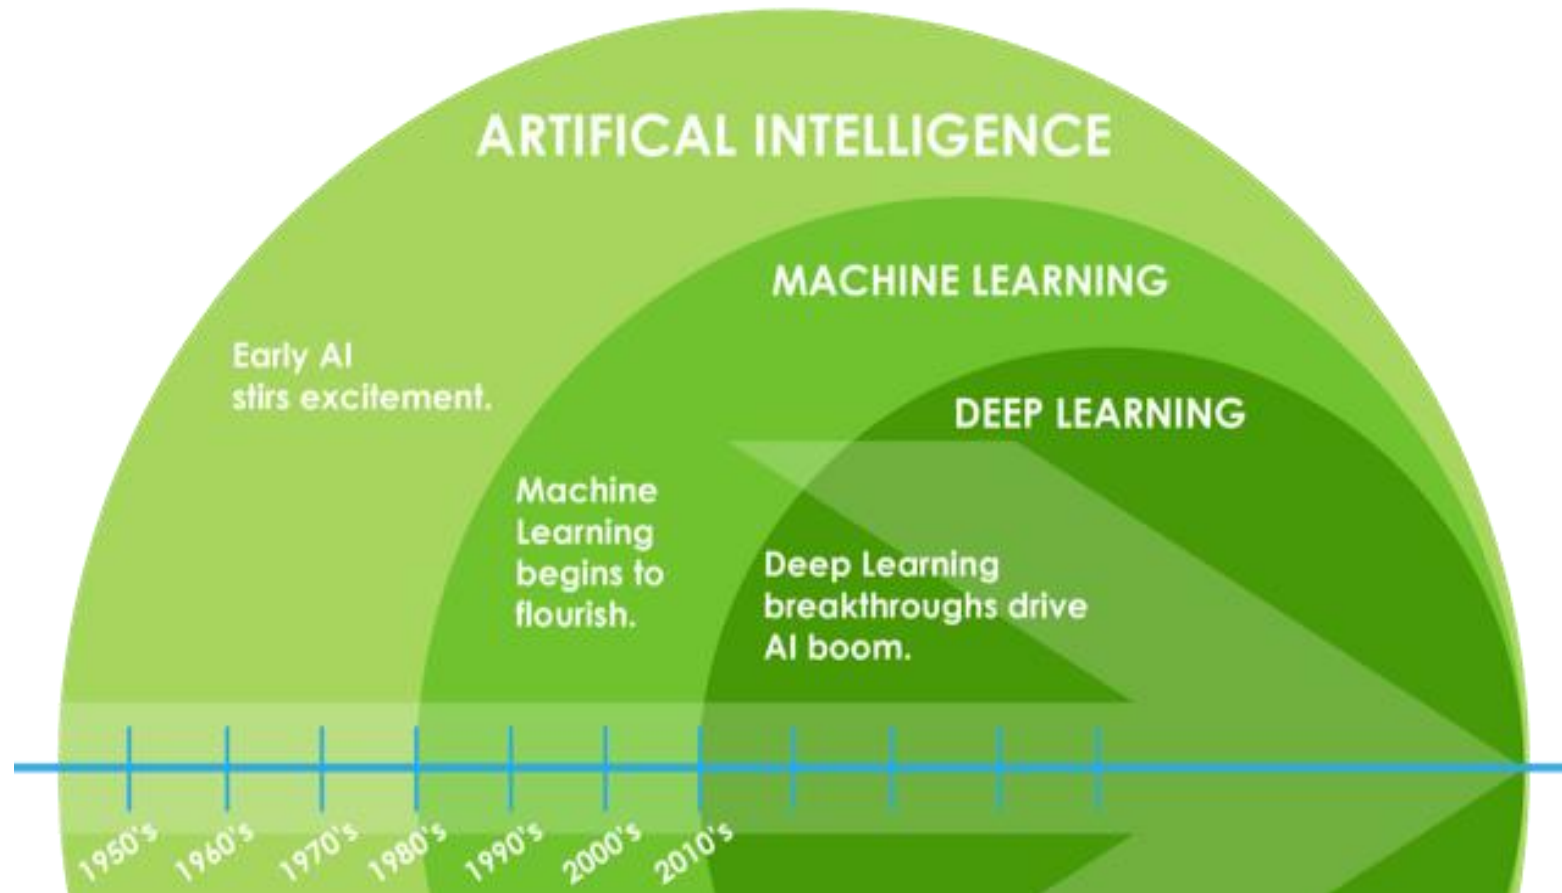 ARTIFICAL INTELLIGENCE
MACHINE LEARNING
DEEP LEARNING
Early AI
stirs excitement.
Machine
Learning
begins to
flourish.
Deep Learning
breakthroughs drive
AI boom.
1950's
1960's
1970's
1980's
1990's
2000's
2010's